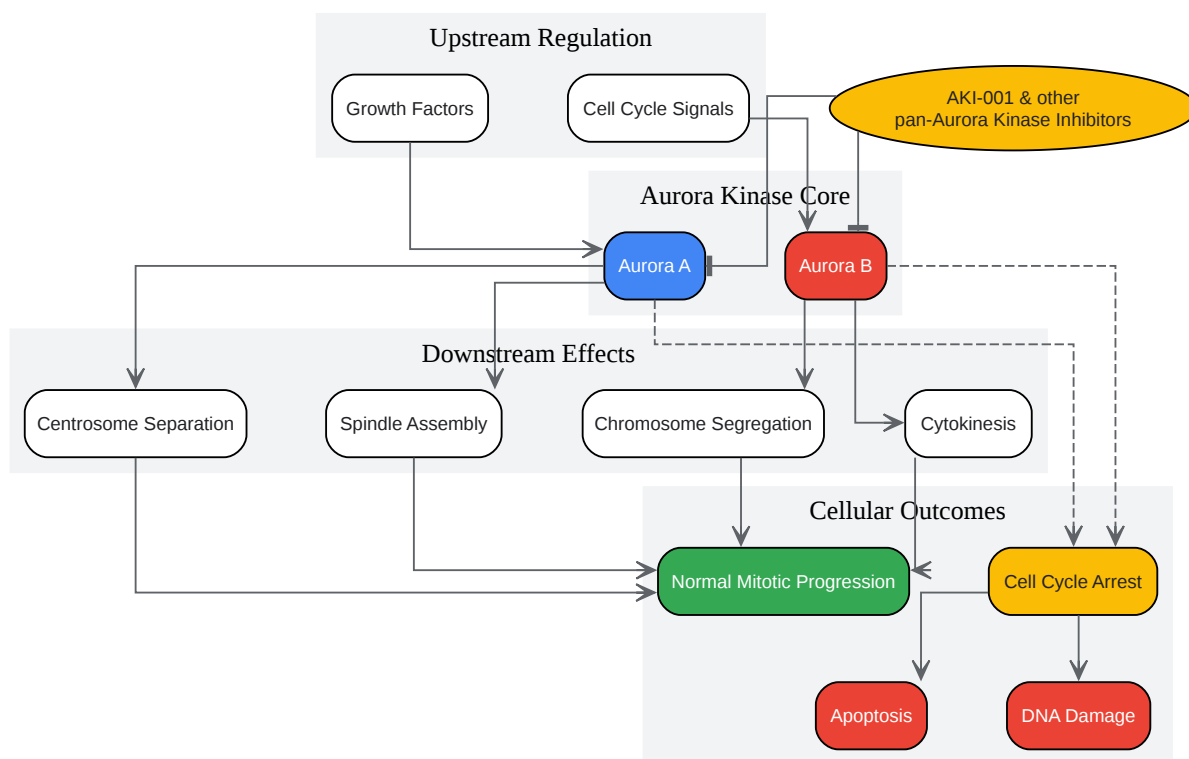 Upstream Regulation
Growth Factors
Cell Cycle Signals
AKI-001 & other
pan-Aurora Kinase Inhibitors
Aurora Kinase Core
Aurora A
Aurora B
Downstream Effects
Centrosome Separation
Spindle Assembly
Chromosome Segregation
Cytokinesis
Cellular Outcomes
Normal Mitotic Progression
Cell Cycle Arrest
Apoptosis
DNA Damage